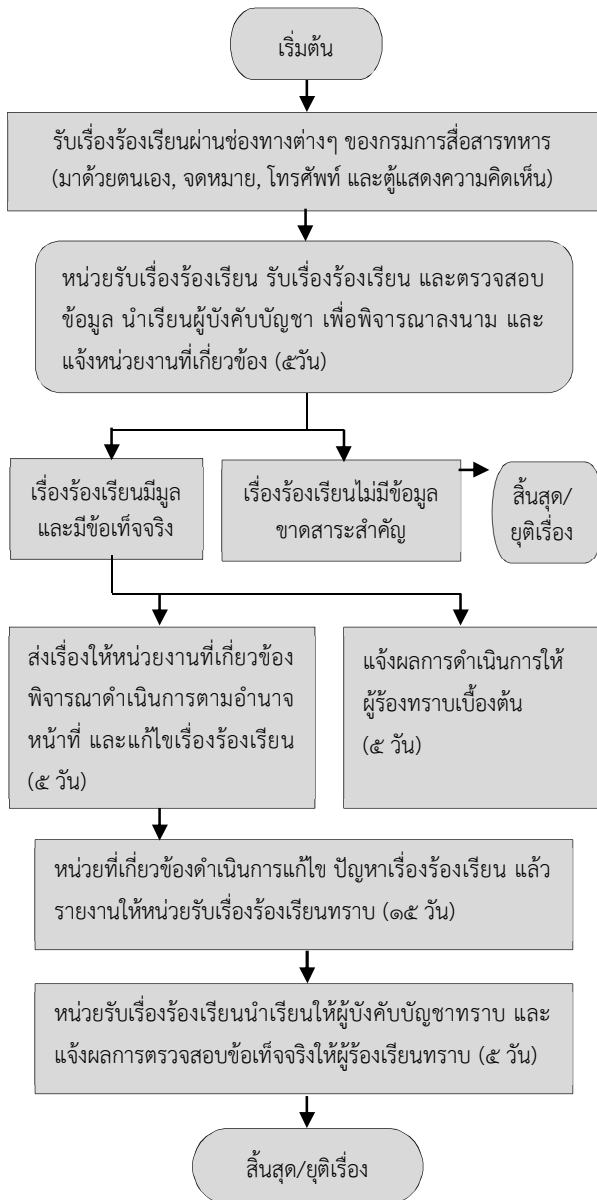 เริ่มต้น
รับเรื่องร้องเรียนผ่านช่องทางต่างๆ ของกรมการสื่อสารทหาร
(มาด้วยตนเอง, จดหมาย, โทรศัพท์ และตู้แสดงความคิดเห็น)
หน่วยรับเรื่องร้องเรียน รับเรื่องร้องเรียน และตรวจสอบ
ข้อมูล นำเรียนผู้บังคับบัญชา เพื่อพิจารณาลงนาม และ
แจ้งหน่วยงานที่เกี่ยวข้อง (๕วัน)
เรื่องร้องเรียนมีมูล
และมีข้อเท็จจริง
เรื่องร้องเรียนไม่มีข้อมูล
ขาดสาระสำคัญ
สิ้นสุด/
ยุติเรื่อง
ส่งเรื่องให้หน่วยงานที่เกี่ยวข้อง
พิจารณาดำเนินการตามอำนาจ
หน้าที่ และแก้ไขเรื่องร้องเรียน
(๕ วัน)
แจ้งผลการดำเนินการให้
ผู้ร้องทราบเบื้องต้น
(๕ วัน)
หน่วยที่เกี่ยวข้องดำเนินการแก้ไข ปัญหาเรื่องร้องเรียน แล้ว
รายงานให้หน่วยรับเรื่องร้องเรียนทราบ (๑๕ วัน)
หน่วยรับเรื่องร้องเรียนนำเรียนให้ผู้บังคับบัญชาทราบ และ
แจ้งผลการตรวจสอบข้อเท็จจริงให้ผู้ร้องเรียนทราบ (๕ วัน)
สิ้นสุด/ยุติเรื่อง